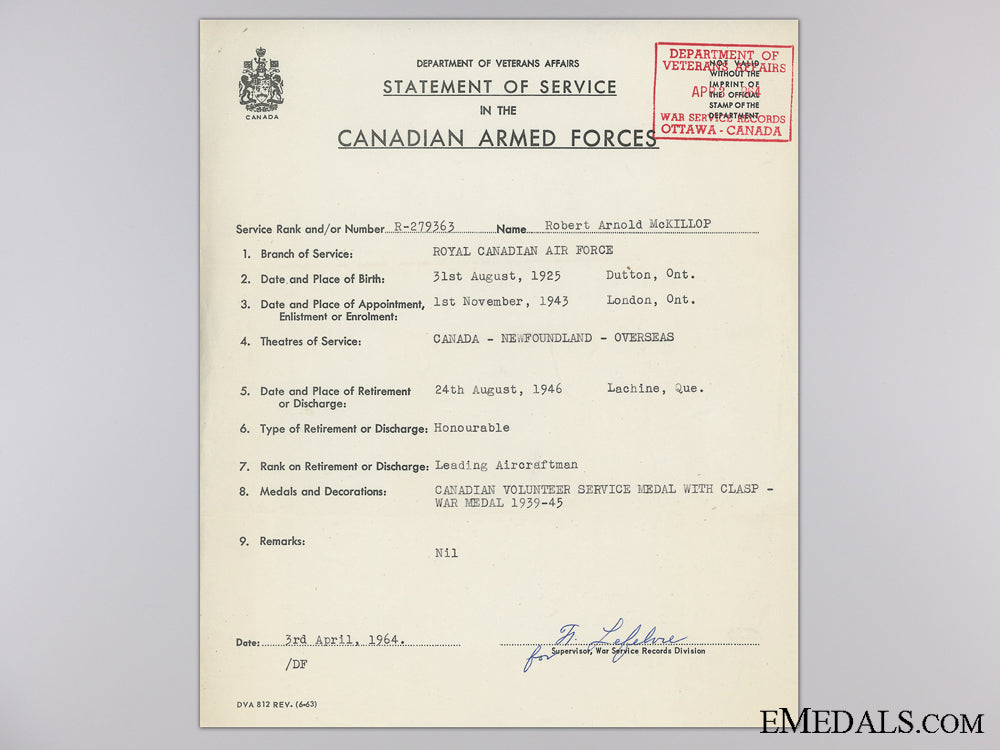 CANADA
DEPARTMENT OF VETERANS AFFAIRS
STATEMENT OF SERVICE
IN THE
CANADIAN ARMED FORCES
DEPARTMENT OF
VETERANS AFFAIRS
APR 3 1964
WAR SERVICE RECORDS
OTTAWA - CANADA
NOT VALID
WITHOUT THE
IMPRINT OF
THE OFFICIAL
STAMP OF THE
DEPARTMENT
Service Rank and/or Number R-279363 Name Robert Arnold McKILLOP
1. Branch of Service: ROYAL CANADIAN AIR FORCE
2. Date and Place of Birth: 31st August, 1925 Dutton, Ont.
3. Date and Place of Appointment, 1st November, 1943 London, Ont.
Enlistment or Enrolment:
4. Theatres of Service: CANADA - NEWFOUNDLAND - OVERSEAS
5. Date and Place of Retirement 24th August, 1946 Lachine, Que.
or Discharge:
6. Type of Retirement or Discharge: Honourable
7. Rank on Retirement or Discharge: Leading Aircraftman
8. Medals and Decorations: CANADIAN VOLUNTEER SERVICE MEDAL WITH CLASP -
WAR MEDAL 1939-45
9. Remarks:
Nil
Date: 3rd April, 1964.
/DF
for Lefebvre
Supervisor, War Service Records Division
DVA 812 REV. (6-63)
EMEDALS.COM